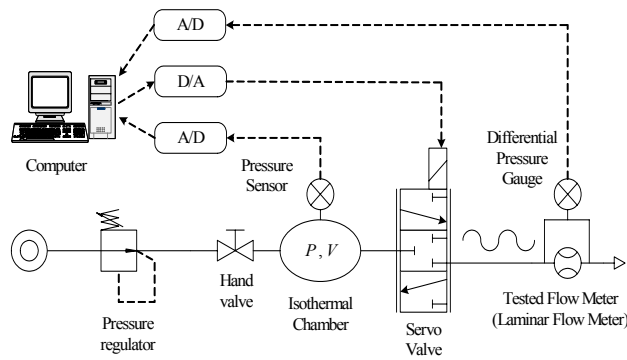 A/D
D/A
A/D
Computer
Pressure
Sensor
Differential
Pressure
Gauge
P , V
Hand
valve
Isothermal
Chamber
Pressure
regulator
Servo
Valve
Tested Flow Meter
(Laminar Flow Meter)